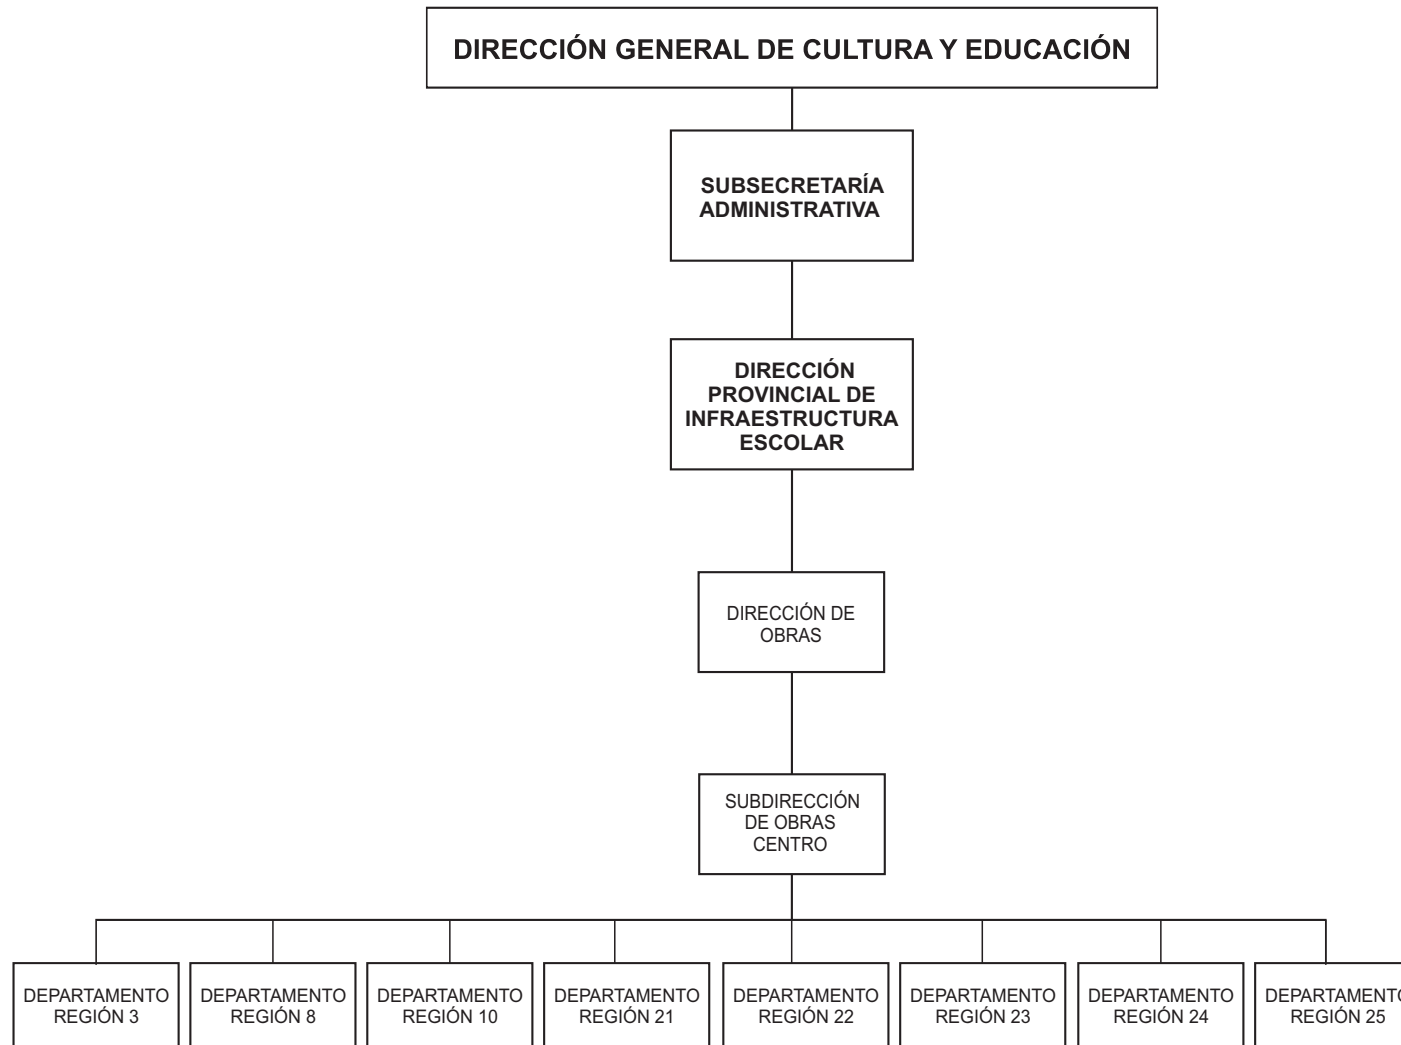 DIRECCIÓN GENERAL DE CULTURA Y EDUCACIÓN
SUBSECRETARÍA
ADMINISTRATIVA
DIRECCIÓN
PROVINCIAL DE
INFRAESTRUCTURA
ESCOLAR
DIRECCIÓN DE
OBRAS
SUBDIRECCIÓN
DE OBRAS
CENTRO
DEPARTAMENTO
REGIÓN 3
DEPARTAMENTO
REGIÓN 8
DEPARTAMENTO
REGIÓN 10
DEPARTAMENTO
REGIÓN 21
DEPARTAMENTO
REGIÓN 22
DEPARTAMENTO
REGIÓN 23
DEPARTAMENTO
REGIÓN 24
DEPARTAMENTO
REGIÓN 25